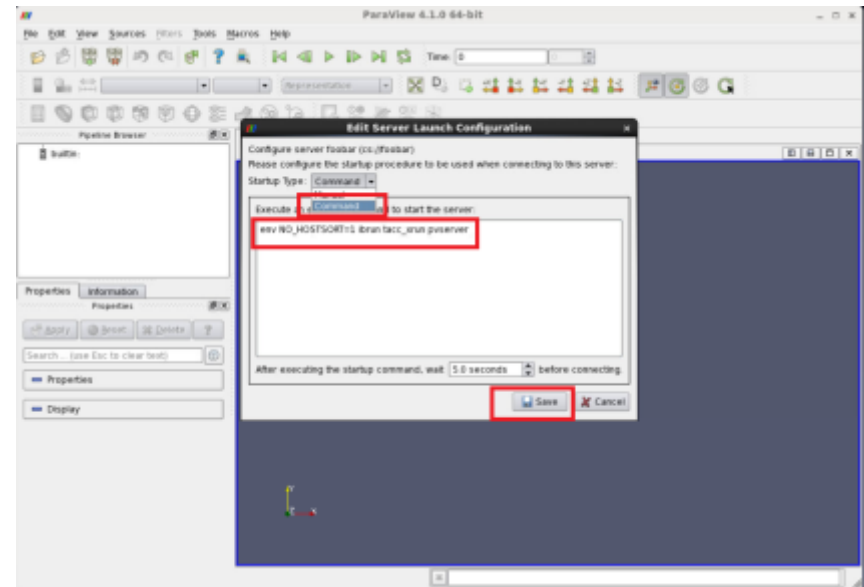 ParaView 4.1.0 64-bit
File Edit View Sources Filters Tools Macros Help
Time: 0
Representation
Pipeline Browser
builtin:
Edit Server Launch Configuration
Configure server foobar (cs://foobar)
Please configure the startup procedure to be used when connecting to this server:
Startup Type: Command
Command
Execute an to start the server:
env NO_HOSTSORT=1 ibrun tacc_xrun pvserver
After executing the startup command, wait 5.0 seconds before connecting.
Save Cancel
Properties Information
Properties
Apply Reset Delete ?
Search ... (use Esc to clear text)
Properties
Display
Y